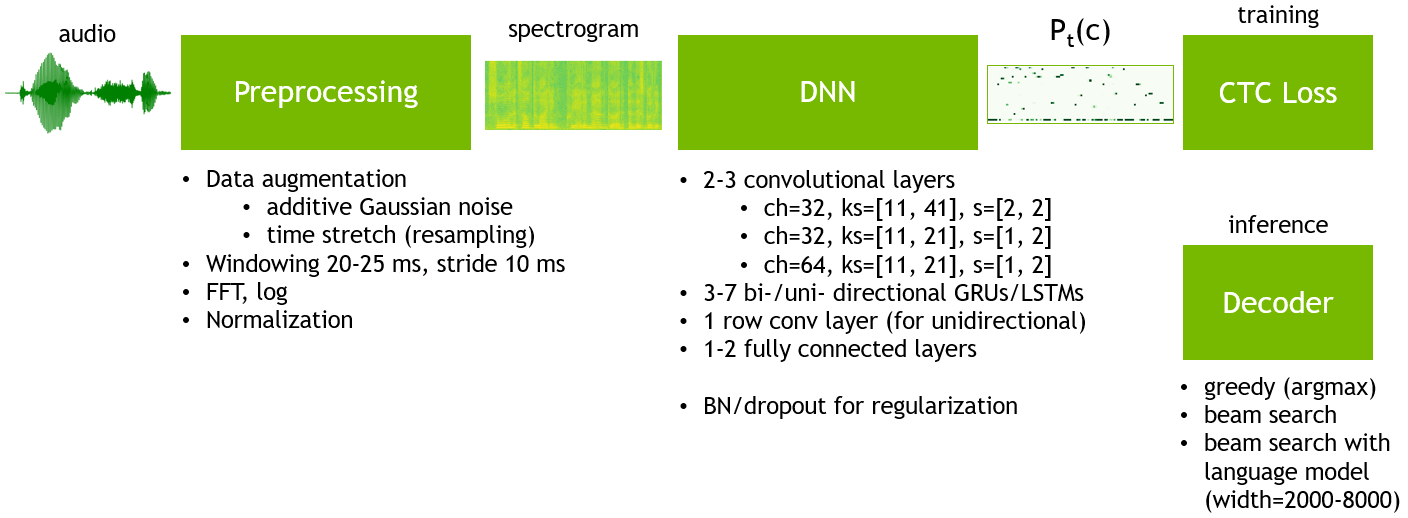 audio
Preprocessing
• Data augmentation
• additive Gaussian noise
• time stretch (resampling)
• Windowing 20-25 ms, stride 10 ms
• FFT, log
• Normalization
spectrogram
DNN
• 2-3 convolutional layers
• ch=32, ks=[11, 41], s=[2, 2]
• ch=32, ks=[11, 21], s=[1, 2]
• ch=64, ks=[11, 21], s=[1, 2]
• 3-7 bi-/uni- directional GRUs/LSTMs
• 1 row conv layer (for unidirectional)
• 1-2 fully connected layers
• BN/dropout for regularization
Pt(c)
training
CTC Loss
inference
Decoder
• greedy (argmax)
• beam search
• beam search with
language model
(width=2000-8000)